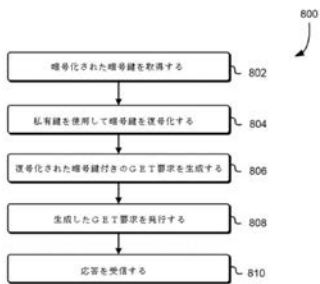 800
暗号化された暗号鍵を取得する
802
私有鍵を使用して暗号鍵を復号化する
804
復号化された暗号鍵付きのGET要求を生成する
806
生成したGET要求を発行する
808
応答を受信する
810